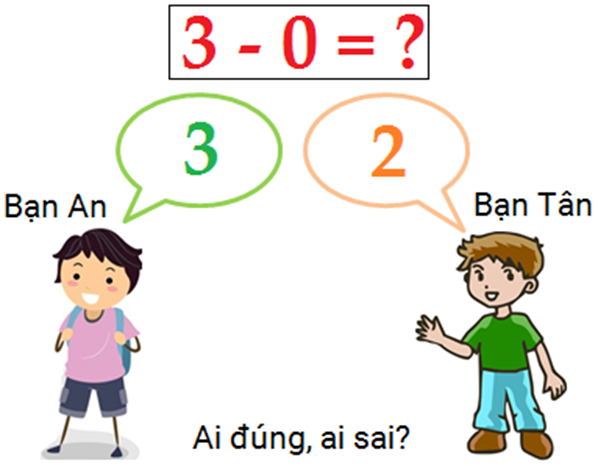 3 - 0 = ?
3
2
Bạn An
Bạn Tân
Ai đúng, ai sai?